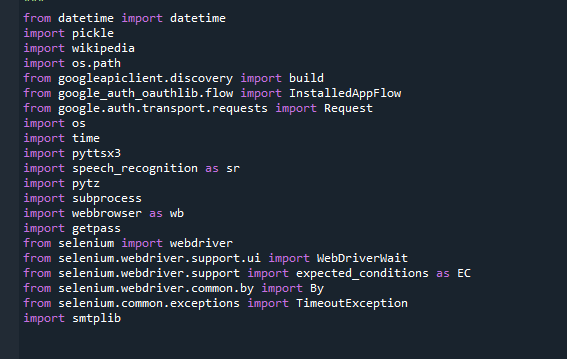 """
from datetime import datetime
import pickle
import wikipedia
import os.path
from googleapiclient.discovery import build
from google_auth_oauthlib.flow import InstalledAppFlow
from google.auth.transport.requests import Request
import os
import time
import pyttsx3
import speech_recognition as sr
import pytz
import subprocess
import webbrowser as wb
import getpass
from selenium import webdriver
from selenium.webdriver.support.ui import WebDriverWait
from selenium.webdriver.support import expected_conditions as EC
from selenium.webdriver.common.by import By
from selenium.common.exceptions import TimeoutException
import smtplib